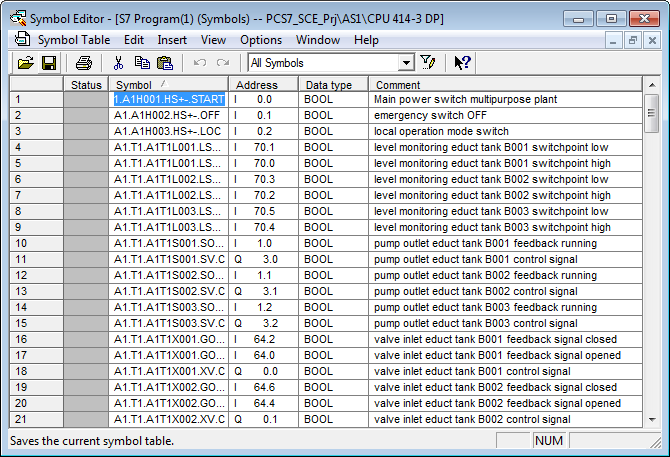 Symbol Editor - [S7 Program(1) (Symbols) -- PCS7_SCE_Prj\AS1\CPU 414-3 DP]
Symbol Table Edit Insert View Options Window Help
All Symbols
Status Symbol Address Data type Comment
1 1.A1H001.HS+-.START I 0.0 BOOL Main power switch multipurpose plant
2 A1.A1H002.HS+-.OFF I 0.1 BOOL emergency switch OFF
3 A1.A1H003.HS+-.LOC I 0.2 BOOL local operation mode switch
4 A1.T1.A1T1L001.LS... I 70.1 BOOL level monitoring educt tank B001 switchpoint low
5 A1.T1.A1T1L001.LS... I 70.0 BOOL level monitoring educt tank B001 switchpoint high
6 A1.T1.A1T1L002.LS... I 70.3 BOOL level monitoring educt tank B002 switchpoint low
7 A1.T1.A1T1L002.LS... I 70.2 BOOL level monitoring educt tank B002 switchpoint high
8 A1.T1.A1T1L003.LS... I 70.5 BOOL level monitoring educt tank B003 switchpoint low
9 A1.T1.A1T1L003.LS... I 70.4 BOOL level monitoring educt tank B003 switchpoint high
10 A1.T1.A1T1S001.SO... I 1.0 BOOL pump outlet educt tank B001 feedback running
11 A1.T1.A1T1S001.SV.C Q 3.0 BOOL pump outlet educt tank B001 control signal
12 A1.T1.A1T1S002.SO... I 1.1 BOOL pump outlet educt tank B002 feedback running
13 A1.T1.A1T1S002.SV.C Q 3.1 BOOL pump outlet educt tank B002 control signal
14 A1.T1.A1T1S003.SO... I 1.2 BOOL pump outlet educt tank B003 feedback running
15 A1.T1.A1T1S003.SV.C Q 3.2 BOOL pump outlet educt tank B003 control signal
16 A1.T1.A1T1X001.GO... I 64.2 BOOL valve inlet educt tank B001 feedback signal closed
17 A1.T1.A1T1X001.GO... I 64.0 BOOL valve inlet educt tank B001 feedback signal opened
18 A1.T1.A1T1X001.XV.C Q 0.0 BOOL valve inlet educt tank B001 control signal
19 A1.T1.A1T1X002.GO... I 64.6 BOOL valve inlet educt tank B002 feedback signal closed
20 A1.T1.A1T1X002.GO... I 64.4 BOOL valve inlet educt tank B002 feedback signal opened
21 A1.T1.A1T1X002.XV.C Q 0.1 BOOL valve inlet educt tank B002 control signal
Saves the current symbol table. NUM